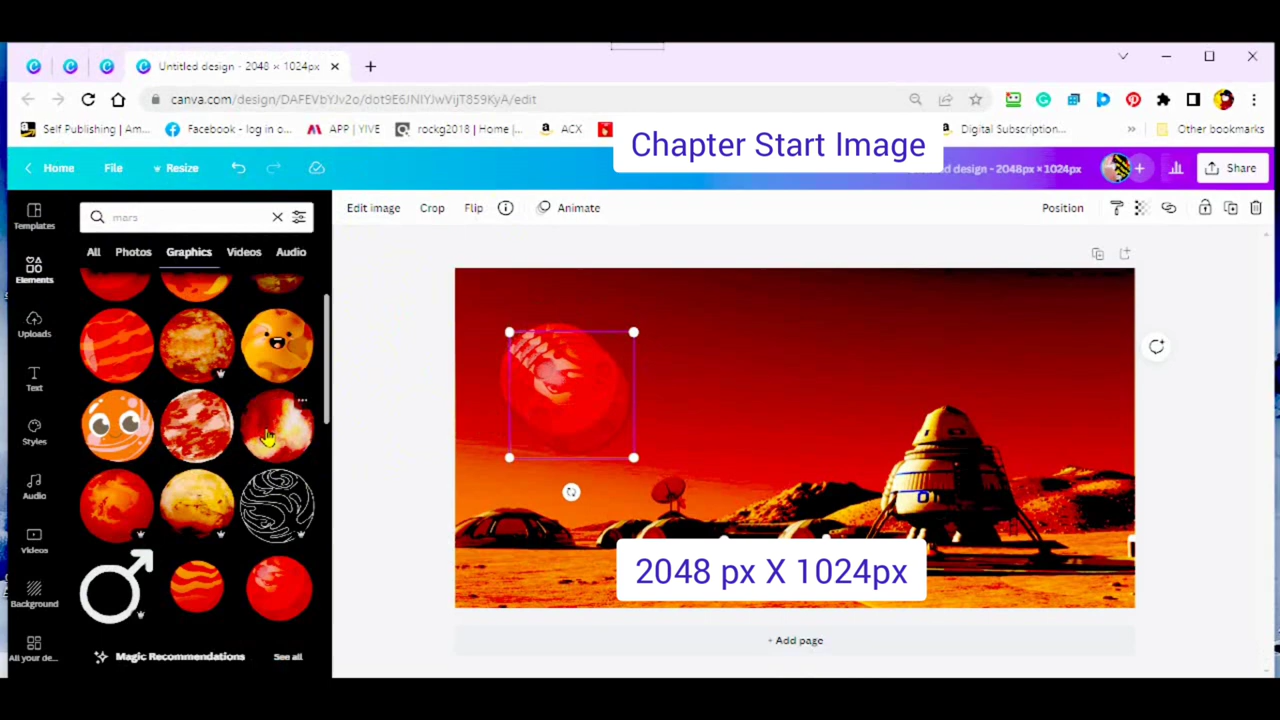 Untitled design - 2048 × 1024px
canva.com/design/DAFEVbYJv2o/dot9E6JNIYJwVijT859KyA/edit
Self Publishing | Am...
Facebook - log in o...
APP | YIVE
rockg2018 | Home |...
ACX
Digital Subscription...
Other bookmarks
Chapter Start Image
Home
File
Resize
design - 2048px × 1024px
Share
Templates
Elements
Uploads
Text
Styles
Audio
Videos
Background
All your de...
mars
All
Photos
Graphics
Videos
Audio
Magic Recommendations
See all
Edit image
Crop
Flip
Animate
Position
2048 px X 1024px
+ Add page